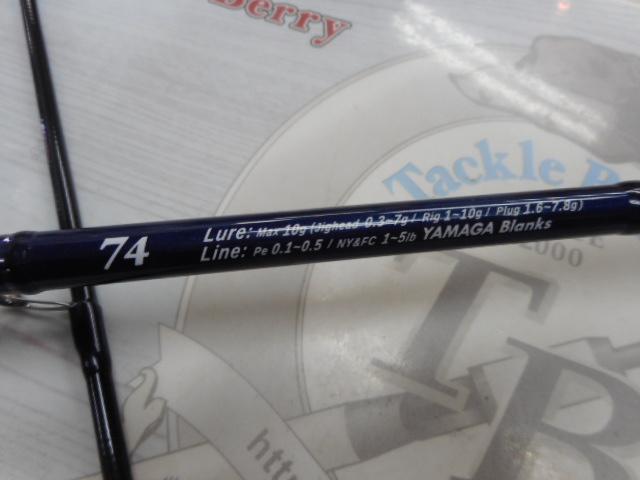 Berry
Tackle B
74
Lure: Max 10g (Jighead 0.3~7g / Rig 1~10g / Plug 1.6~7.8g)
Line: Pe 0.1~0.5 / NY&FC 1~5lb YAMAGA Blanks
2000
TB
http: